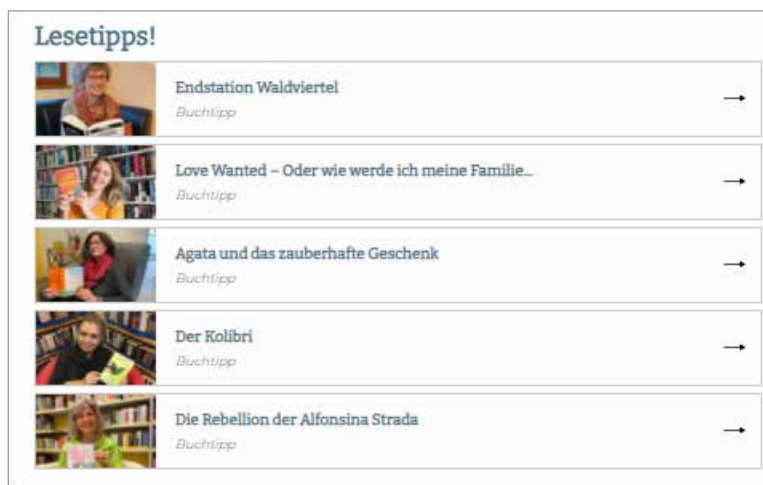 Lesetipps!
Endstation Waldviertel
Buchtipp
Love Wanted – Oder wie werde ich meine Familie...
Buchtipp
Agata und das zauberhafte Geschenk
Buchtipp
Der Kolibri
Buchtipp
Die Rebellion der Alfonsina Strada
Buchtipp